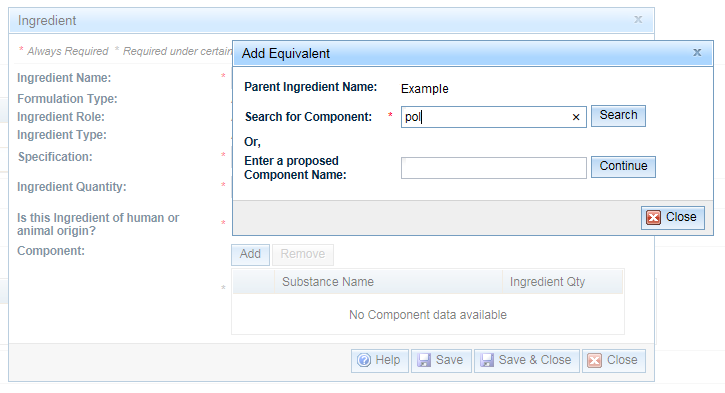 Ingredient x
* Always Required * Required under certain
Ingredient Name: *
Formulation Type:
Ingredient Role:
Ingredient Type:
Specification: *
Ingredient Quantity: *
Is this Ingredient of human or
animal origin? *
Component:
Add Remove
*
Substance Name Ingredient Qty
No Component data available
Help Save Save & Close Close
Add Equivalent x
Parent Ingredient Name: Example
Search for Component: * pol × Search
Or,
Enter a proposed
Component Name: Continue
Close